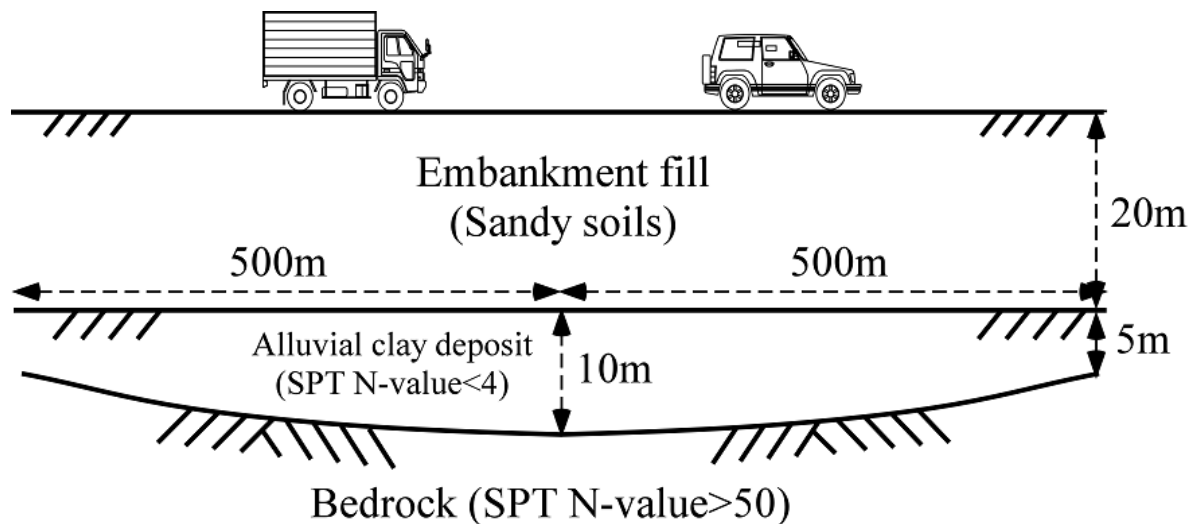 Embankment fill
(Sandy soils)
20m
500m
500m
Alluvial clay deposit
(SPT N-value<4)
10m
5m
Bedrock (SPT N-value>50)